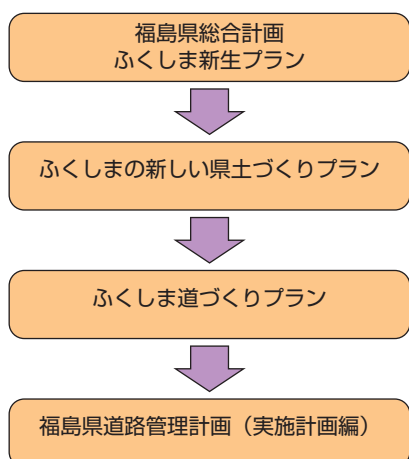 福島県総合計画
ふくしま新生プラン
ふくしまの新しい県土づくりプラン
ふくしま道づくりプラン
福島県道路管理計画（実施計画編）